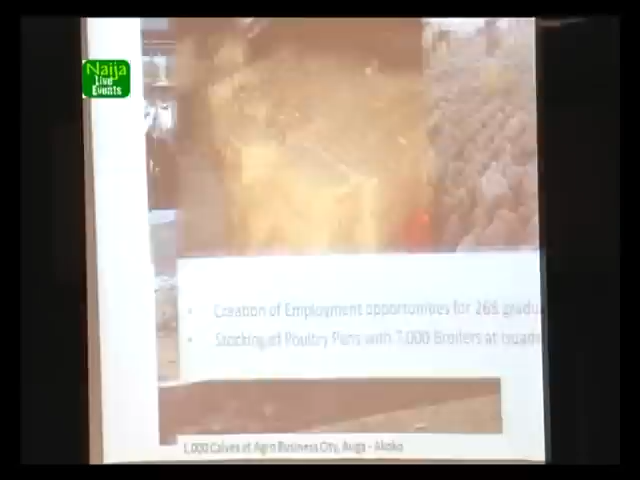 Naija
Live
Events
Creation of Employment opportunities for 268 gradu
Stocking of Poultry Pens with 7,000 Broilers at
1,000 Calves at Agro Business City, Auga - Akoko